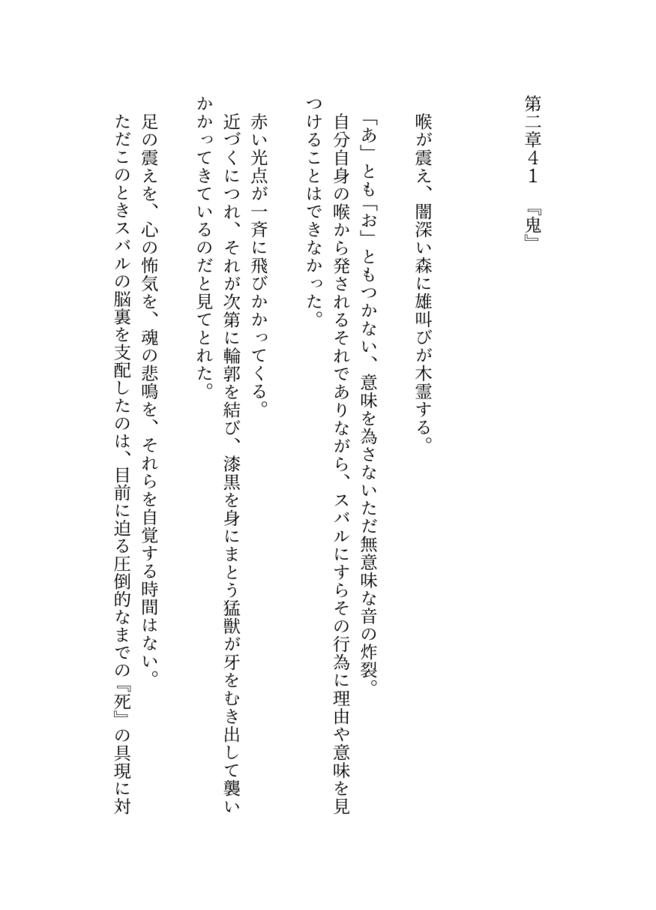 第二章４１　『鬼』
喉が震え、闇深い森に雄叫びが木霊する。
「あ」とも「お」ともつかない、意味を為さないただ無意味な音の炸裂。
自分自身の喉から発されるそれでありながら、スバルにすらその行為に理由や意味を見
つけることはできなかった。
赤い光点が一斉に飛びかかってくる。
近づくにつれ、それが次第に輪郭を結び、漆黒を身にまとう猛獣が牙をむき出して襲い
かかってきているのだと見てとれた。
足の震えを、心の怖気を、魂の悲鳴を、それらを自覚する時間はない。
ただこのときスバルの脳裏を支配したのは、目前に迫る圧倒的なまでの『死』の具現に対